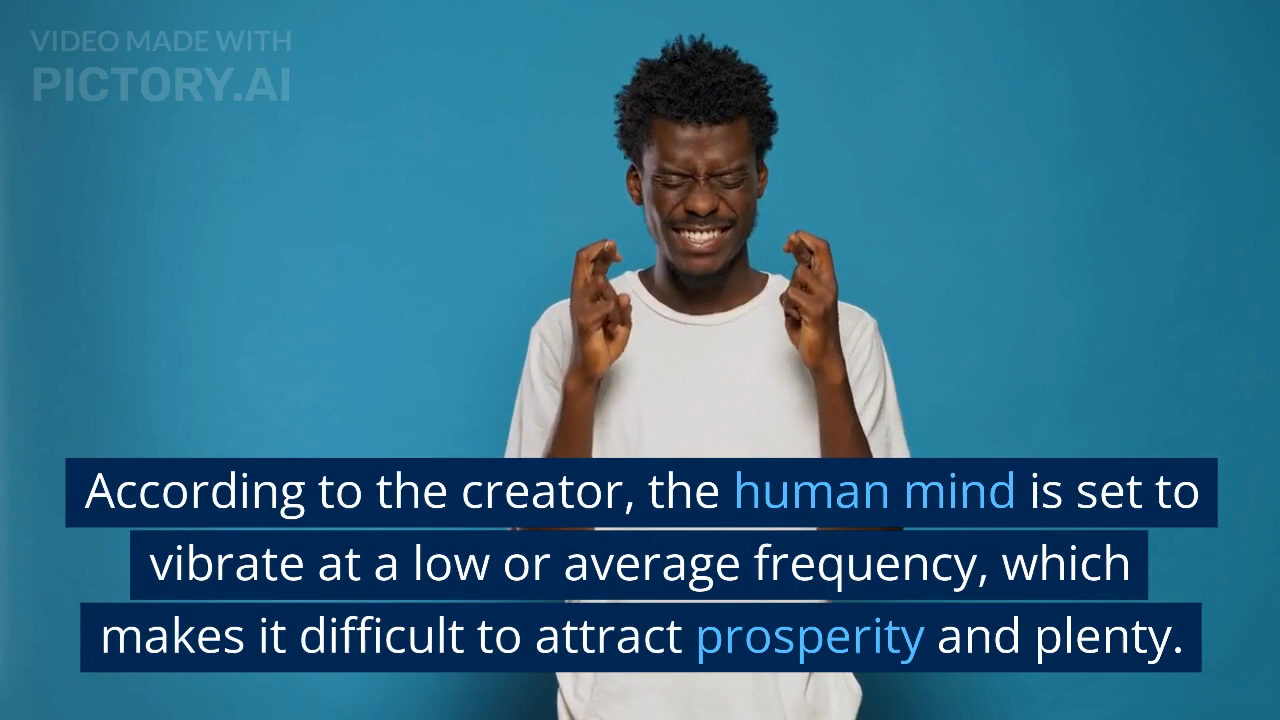 VIDEO MADE WITH
PICTORY.AI
According to the creator, the human mind is set to
vibrate at a low or average frequency, which
makes it difficult to attract prosperity and plenty.